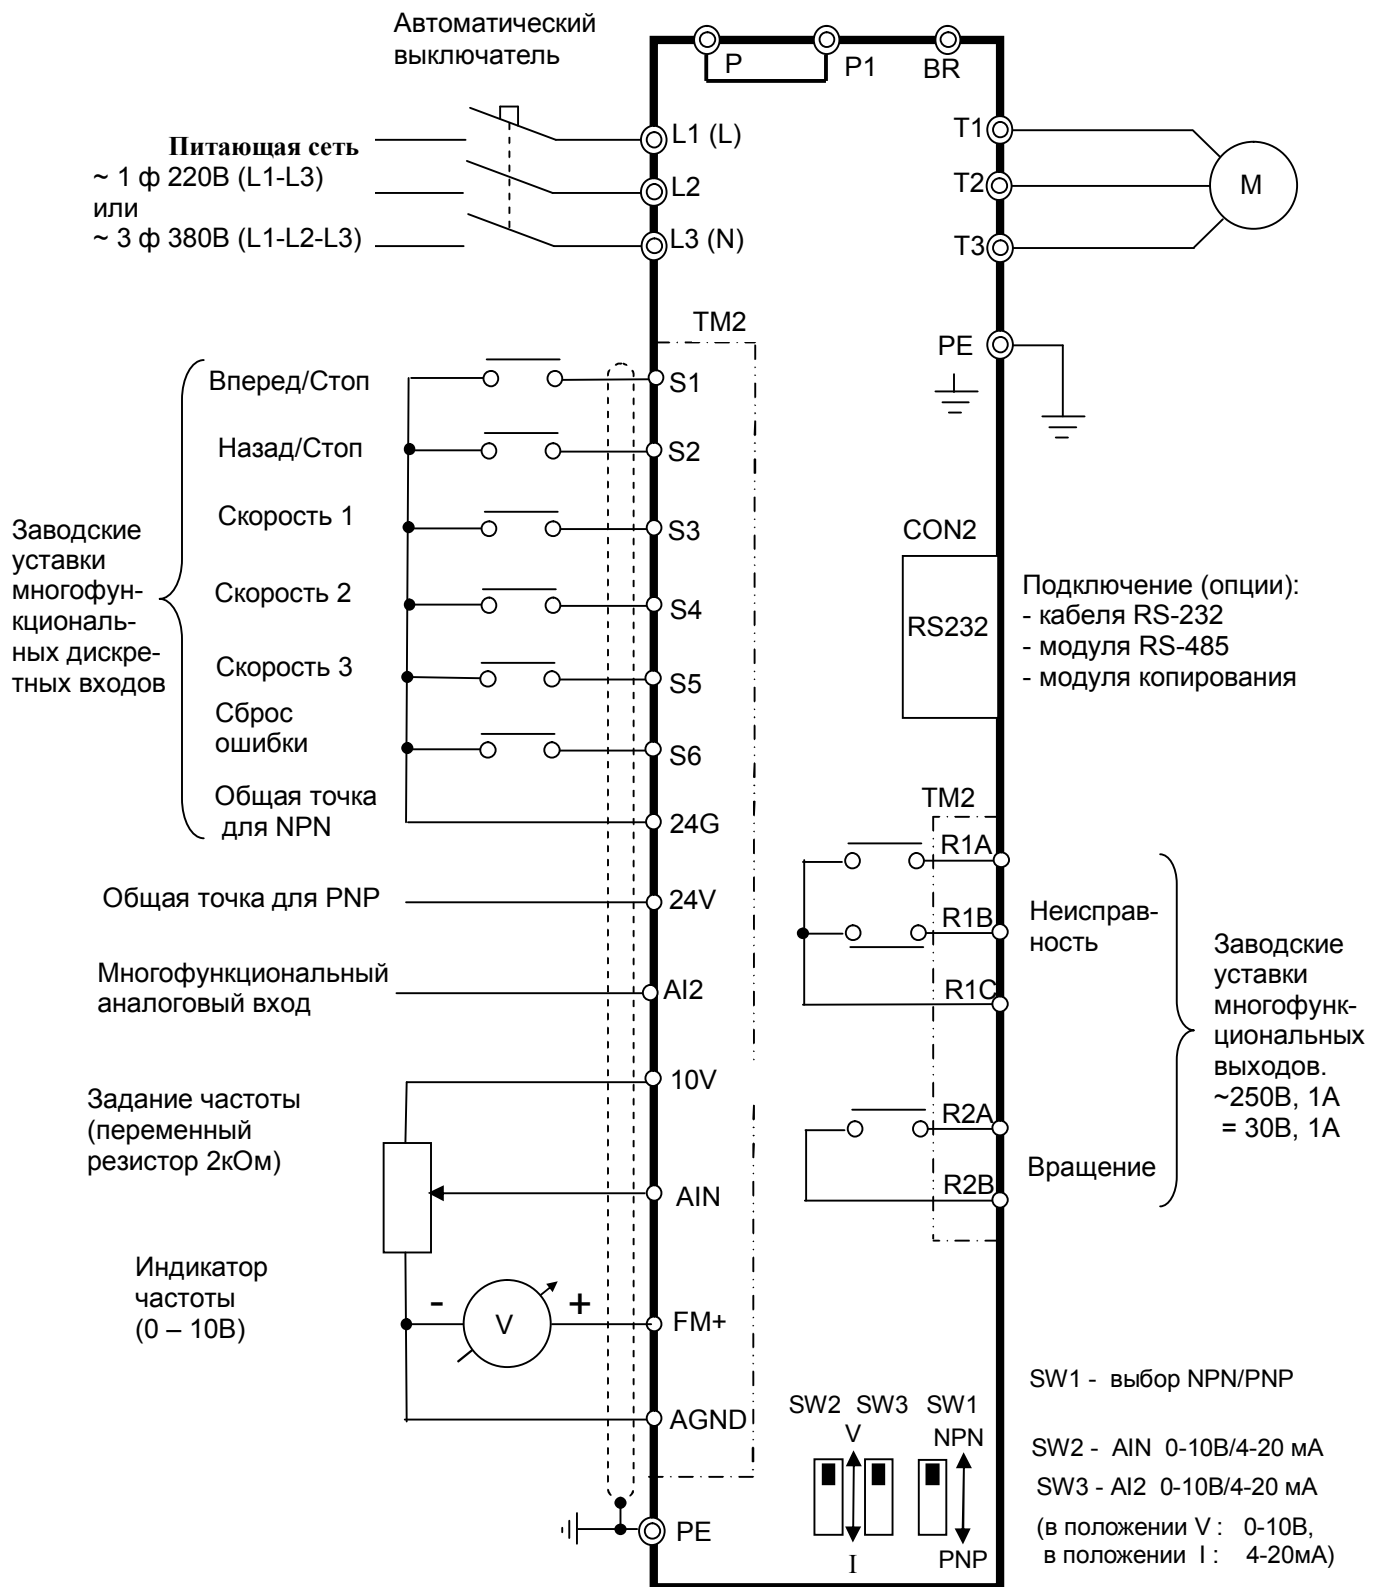 Автоматический
выключатель
P
P1
BR
Питающая сеть
~ 1 ф 220В (L1-L3)
или
~ 3 ф 380В (L1-L2-L3)
L1 (L)
L2
L3 (N)
T1
T2
T3
M
PE
TM2
Заводские
уставки
многофун-
кциональ-
ных дискре-
тных входов
Вперед/Стоп
S1
Назад/Стоп
S2
Скорость 1
S3
Скорость 2
S4
Скорость 3
S5
Сброс
ошибки
S6
Общая точка
для NPN
24G
Общая точка для PNP
24V
Многофункциональный
аналоговый вход
AI2
Задание частоты
(переменный
резистор 2кОм)
10V
AIN
Индикатор
частоты
(0 – 10В)
-
V
+
FM+
AGND
PE
CON2
RS232
Подключение (опции):
- кабеля RS-232
- модуля RS-485
- модуля копирования
TM2
R1A
R1B
R1C
Неисправ-
ность
R2A
R2B
Вращение
Заводские
уставки
многофунк-
циональных
выходов.
~250В, 1А
= 30В, 1А
SW2 SW3 SW1
V
NPN
I
PNP
SW1 - выбор NPN/PNP
SW2 - AIN 0-10В/4-20 мА
SW3 - AI2 0-10В/4-20 мА
(в положении V : 0-10В,
в положении I : 4-20мА)